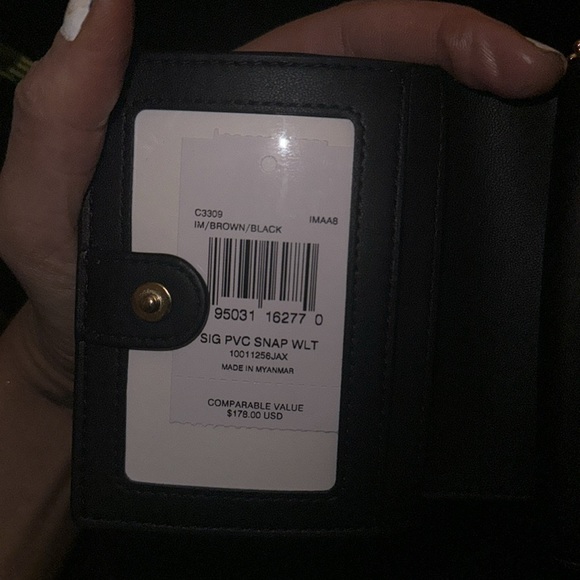 C3309 IMAA8
IM/BROWN/BLACK
95031 16277 0
SIG PVC SNAP WLT
10011256JAX
MADE IN MYANMAR
COMPARABLE VALUE
$178.00 USD